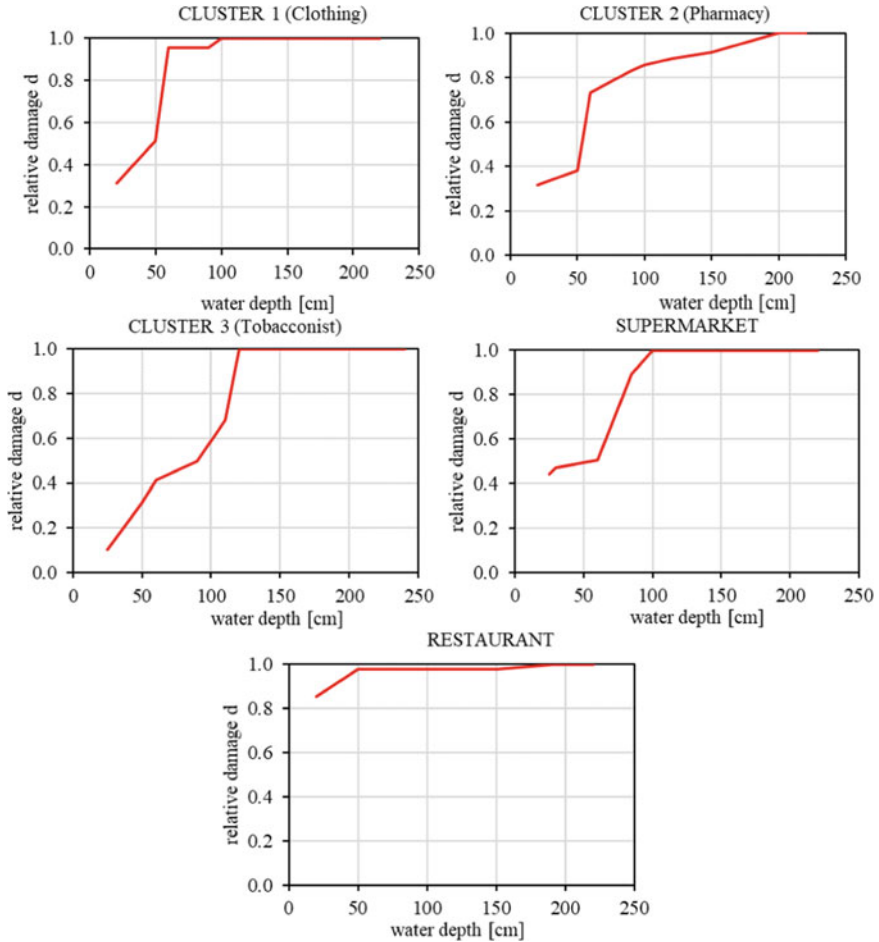 CLUSTER 1 (Clothing)
1.0
0.8
0.6
0.4
0.2
0.0
relative damage d
0 50 100 150 200 250
water depth [cm]
CLUSTER 2 (Pharmacy)
1.0
0.8
0.6
0.4
0.2
0.0
relative damage d
0 50 100 150 200 250
water depth [cm]
CLUSTER 3 (Tobacconist)
1.0
0.8
0.6
0.4
0.2
0.0
relative damage d
0 50 100 150 200 250
water depth [cm]
SUPERMARKET
1.0
0.8
0.6
0.4
0.2
0.0
relative damage d
0 50 100 150 200 250
water depth [cm]
RESTAURANT
1.0
0.8
0.6
0.4
0.2
0.0
relative damage d
0 50 100 150 200 250
water depth [cm]